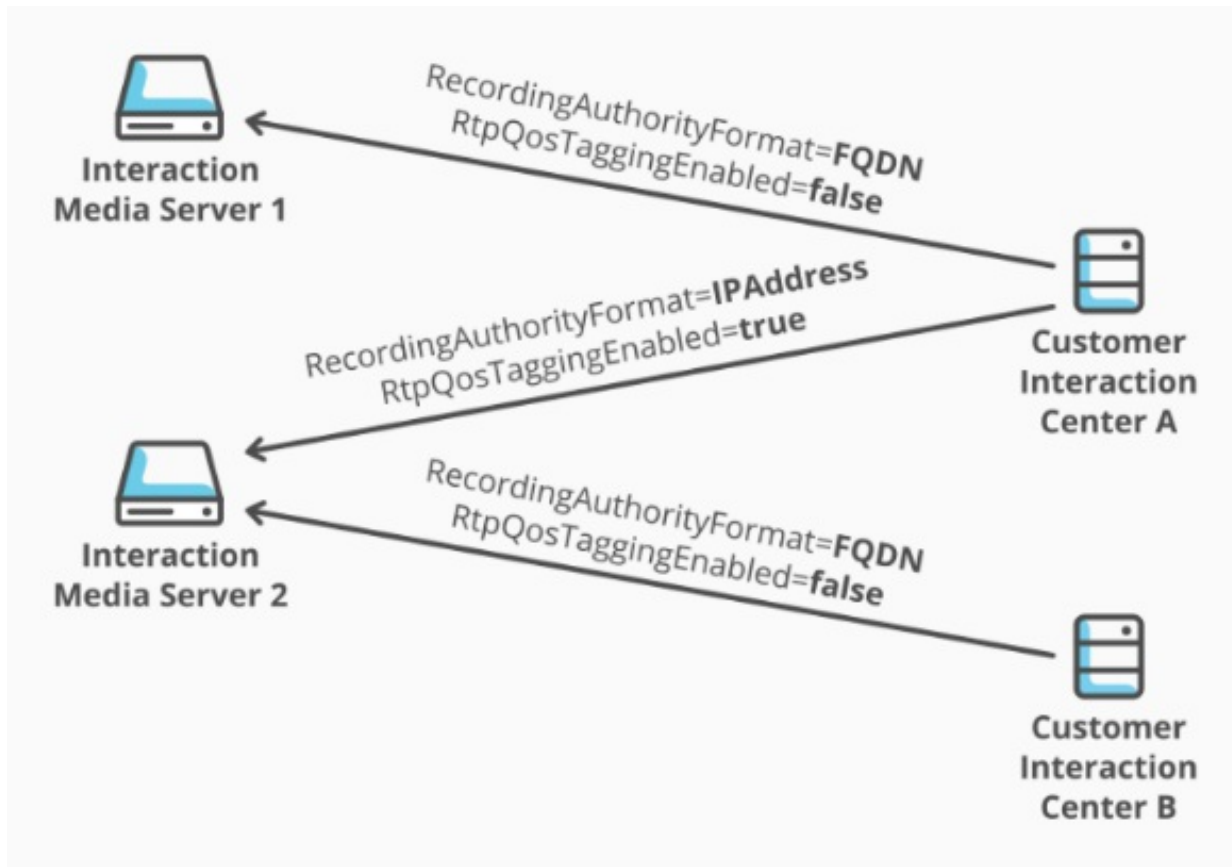 RecordingAuthorityFormat=FQDN
RtpQosTaggingEnabled=false
Interaction
Media Server 1
RecordingAuthorityFormat=IPAddress
RtpQosTaggingEnabled=true
Customer
Interaction
Center A
RecordingAuthorityFormat=FQDN
RtpQosTaggingEnabled=false
Interaction
Media Server 2
Customer
Interaction
Center B